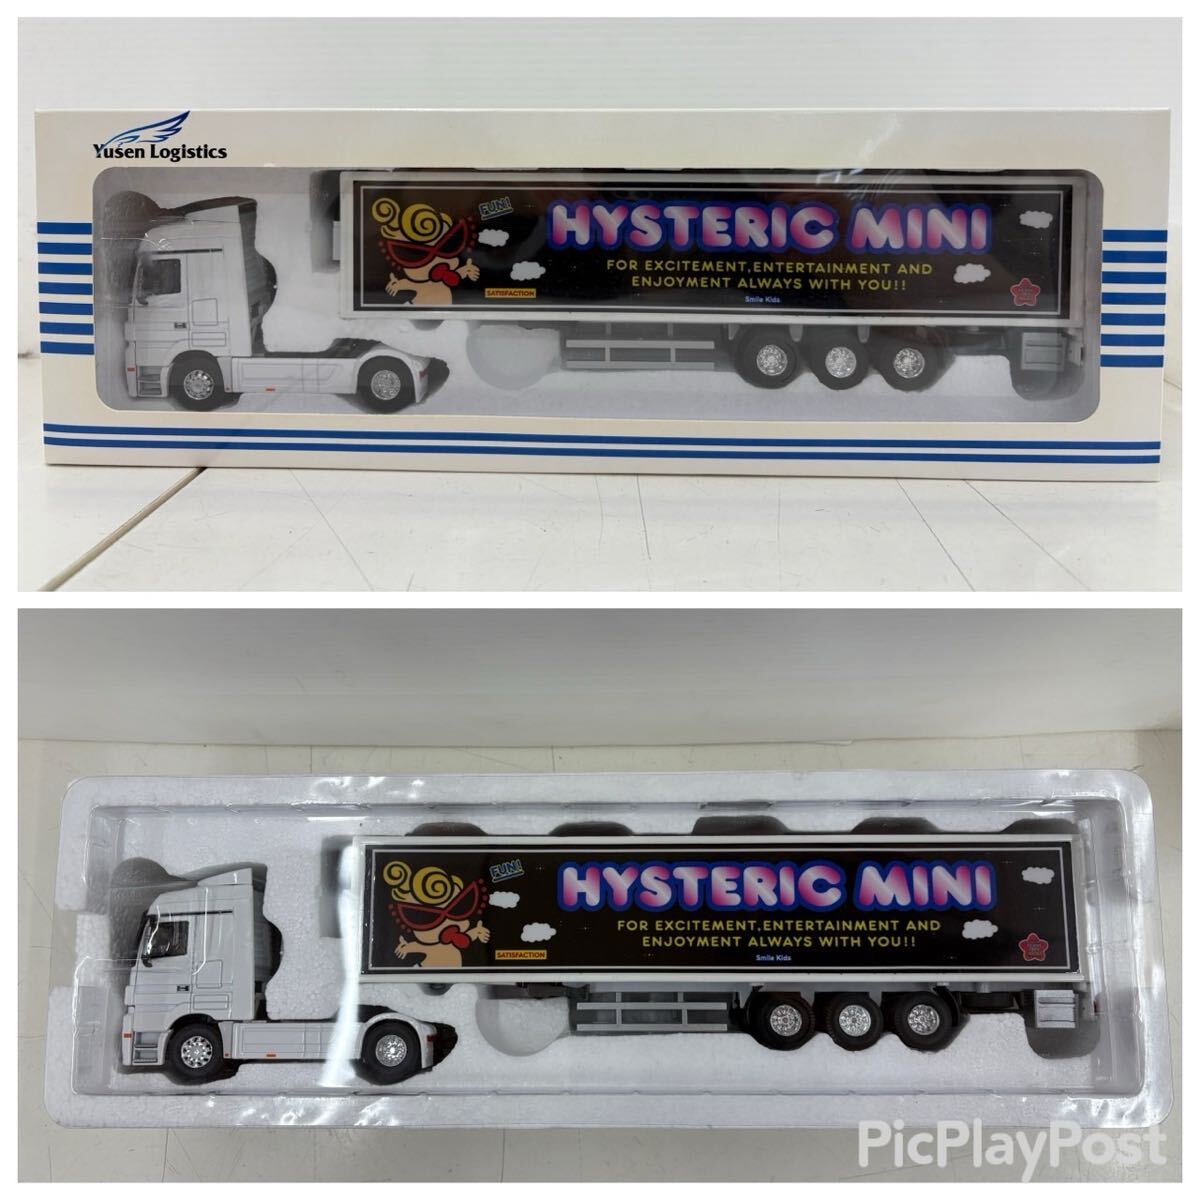 Yusen Logistics
FUN!
HYSTERIC MINI
FOR EXCITEMENT,ENTERTAINMENT AND
ENJOYMENT ALWAYS WITH YOU!!
SATISFACTION
Smile Kids
FUN!
HYSTERIC MINI
FOR EXCITEMENT,ENTERTAINMENT AND
ENJOYMENT ALWAYS WITH YOU!!
SATISFACTION
Smile Kids
PicPlayPost